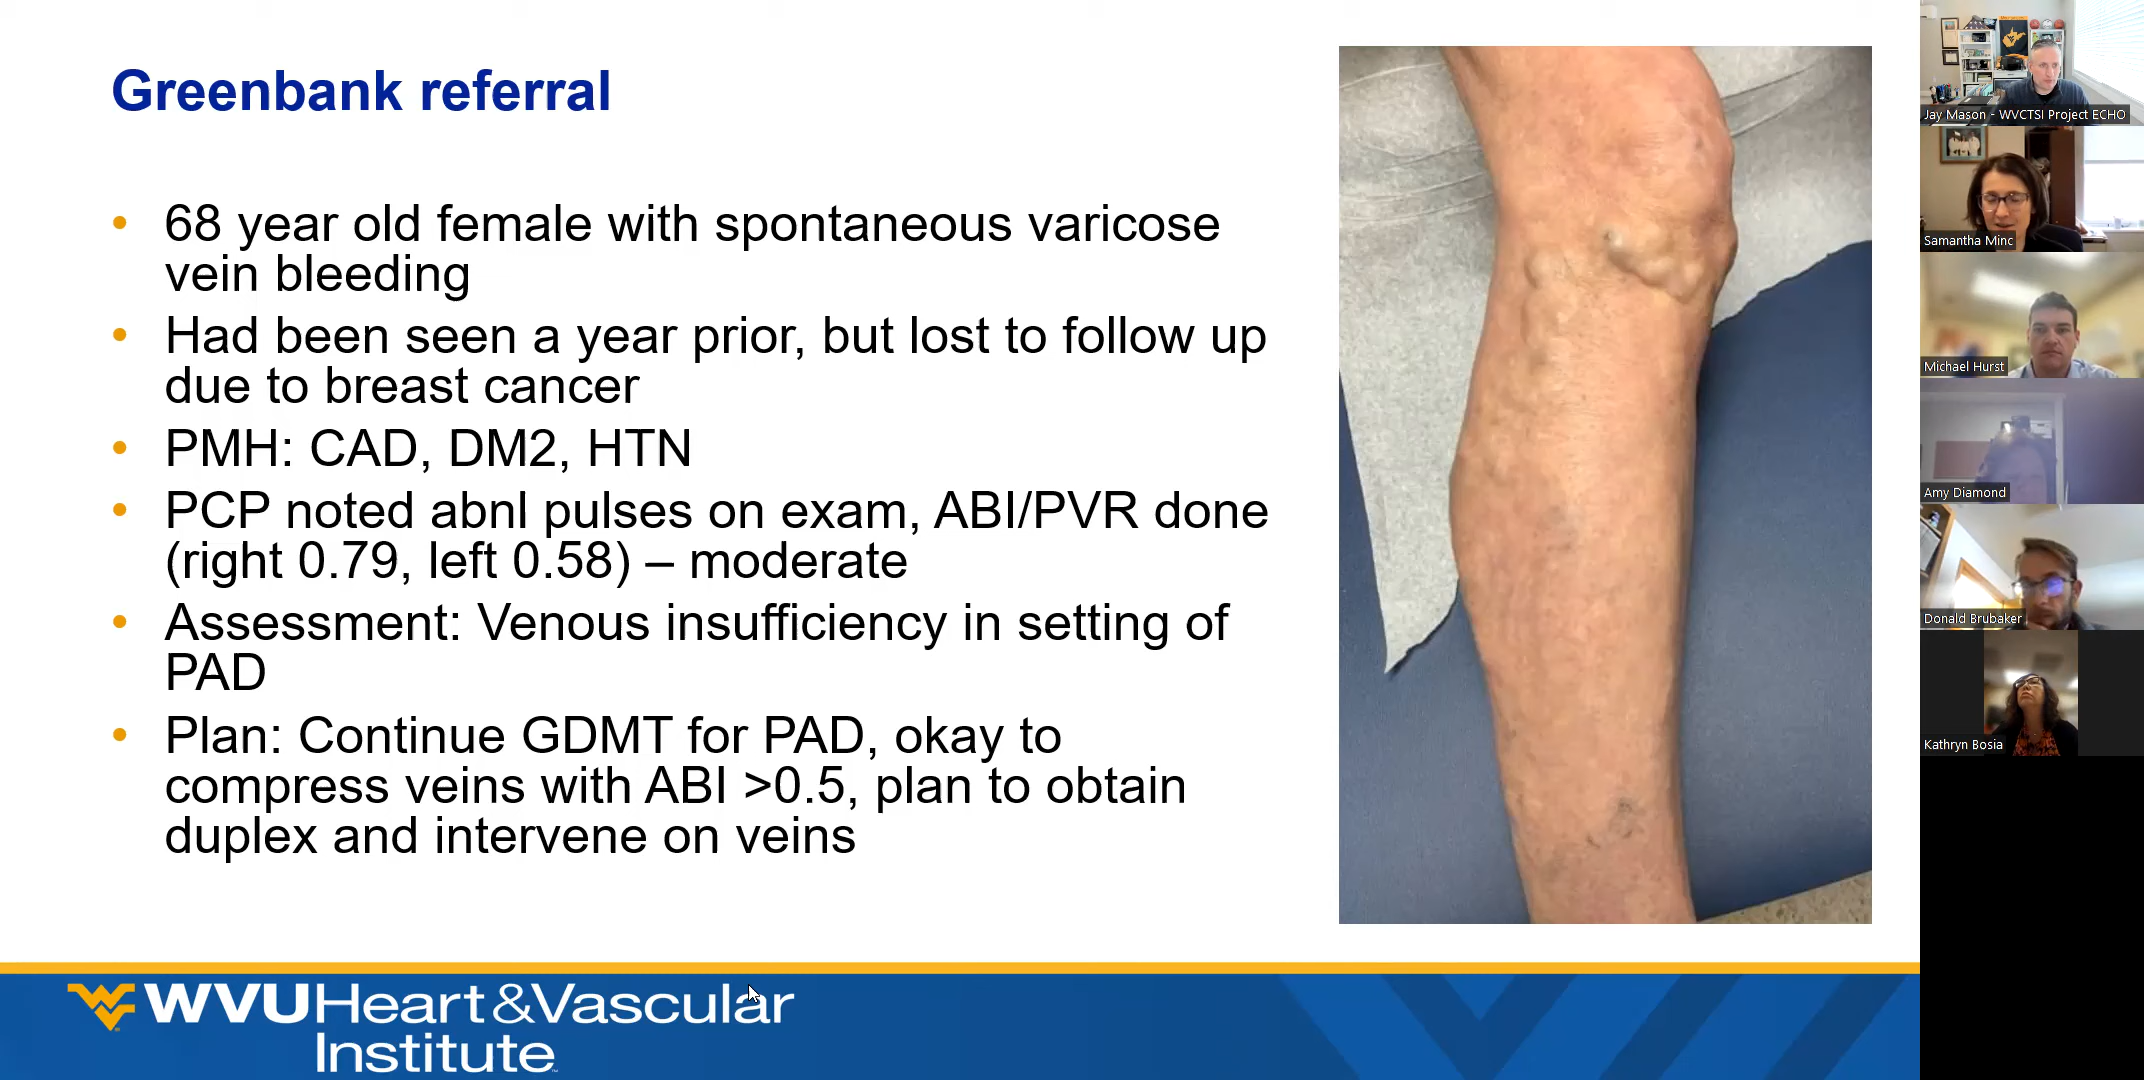 Greenbank referral
• 68 year old female with spontaneous varicose
vein bleeding
• Had been seen a year prior, but lost to follow up
due to breast cancer
• PMH: CAD, DM2, HTN
• PCP noted abnl pulses on exam, ABI/PVR done
(right 0.79, left 0.58) – moderate
• Assessment: Venous insufficiency in setting of
PAD
• Plan: Continue GDMT for PAD, okay to
compress veins with ABI >0.5, plan to obtain
duplex and intervene on veins
WVU Heart & Vascular
Institute
Jay Mason - WVCTSI Project ECHO
Samantha Minc
Michael Hurst
Amy Diamond
Donald Brubaker
Kathryn Bosia